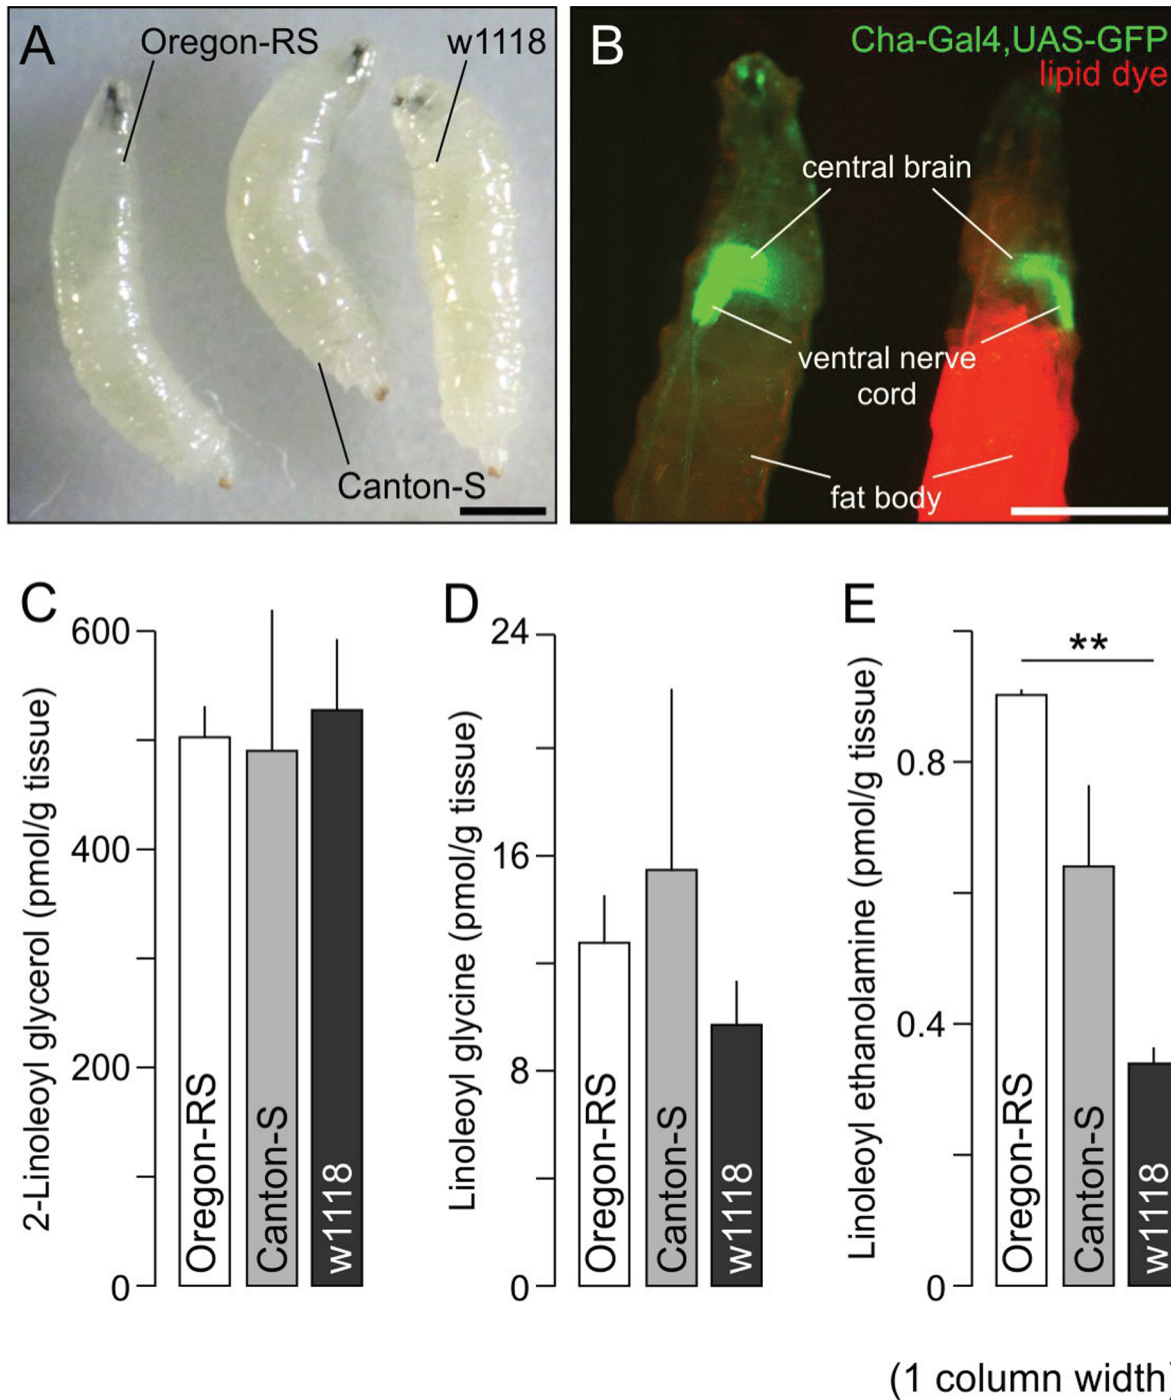 A
Oregon-RS
w1118
Canton-S
B
Cha-Gal4,UAS-GFP
lipid dye
central brain
ventral nerve
cord
fat body
C
600
400
200
0
2-Linoleoyl glycerol (pmol/g tissue)
Oregon-RS
Canton-S
w1118
D
24
16
8
0
Linoleoyl glycine (pmol/g tissue)
Oregon-RS
Canton-S
w1118
E
**
0.8
0.4
0
Linoleoyl ethanolamine (pmol/g tissue)
Oregon-RS
Canton-S
w1118
(1 column width)